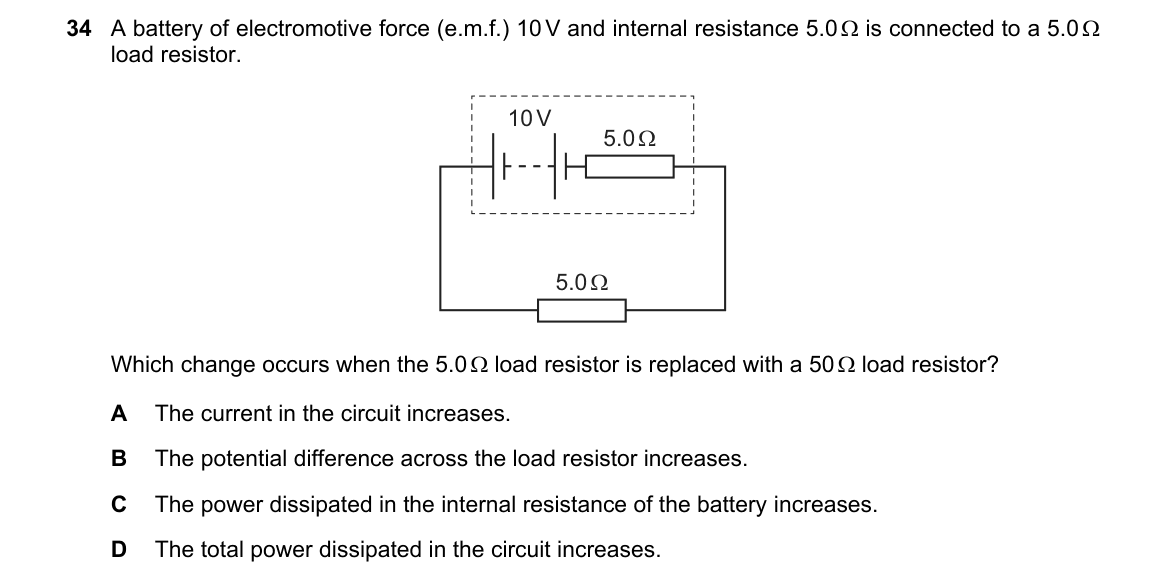 34 A battery of electromotive force (e.m.f.) 10 V and internal resistance 5.0 Ω is connected to a 5.0 Ω
load resistor.
10 V
5.0 Ω
5.0 Ω
Which change occurs when the 5.0 Ω load resistor is replaced with a 50 Ω load resistor?
A The current in the circuit increases.
B The potential difference across the load resistor increases.
C The power dissipated in the internal resistance of the battery increases.
D The total power dissipated in the circuit increases.